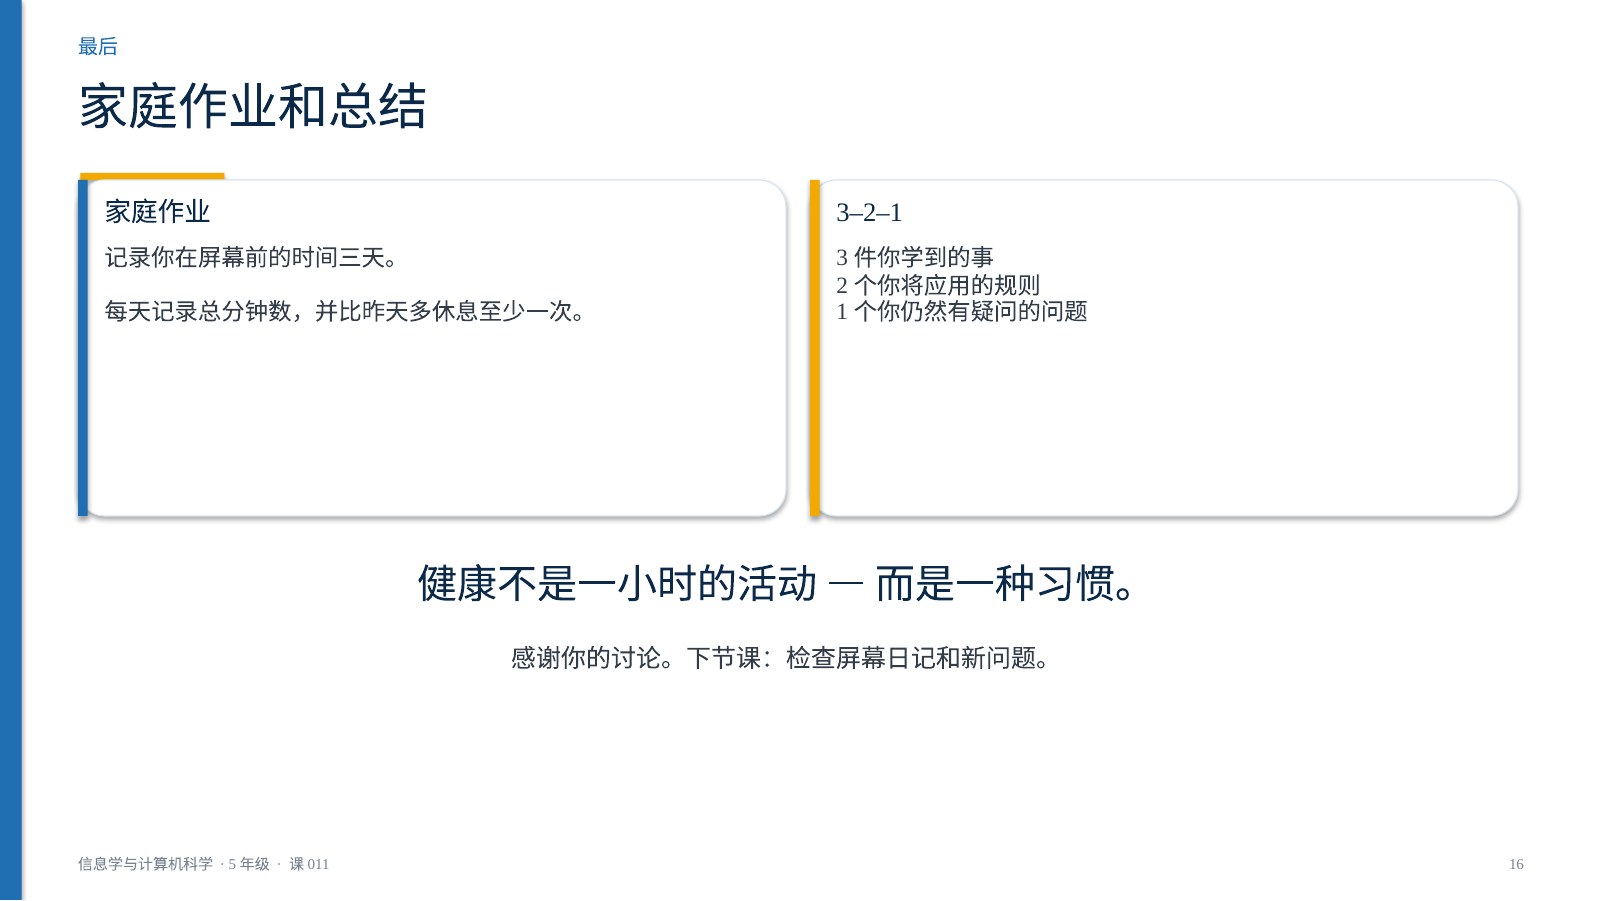 最后
家庭作业和总结
家庭作业
记录你在屏幕前的时间三天。
每天记录总分钟数，并比昨天多休息至少一次。
3–2–1
3 件你学到的事
2 个你将应用的规则
1 个你仍然有疑问的问题
健康不是一小时的活动 — 而是一种习惯。
感谢你的讨论。下节课：检查屏幕日记和新问题。
信息学与计算机科学 · 5 年级 · 课 011
16